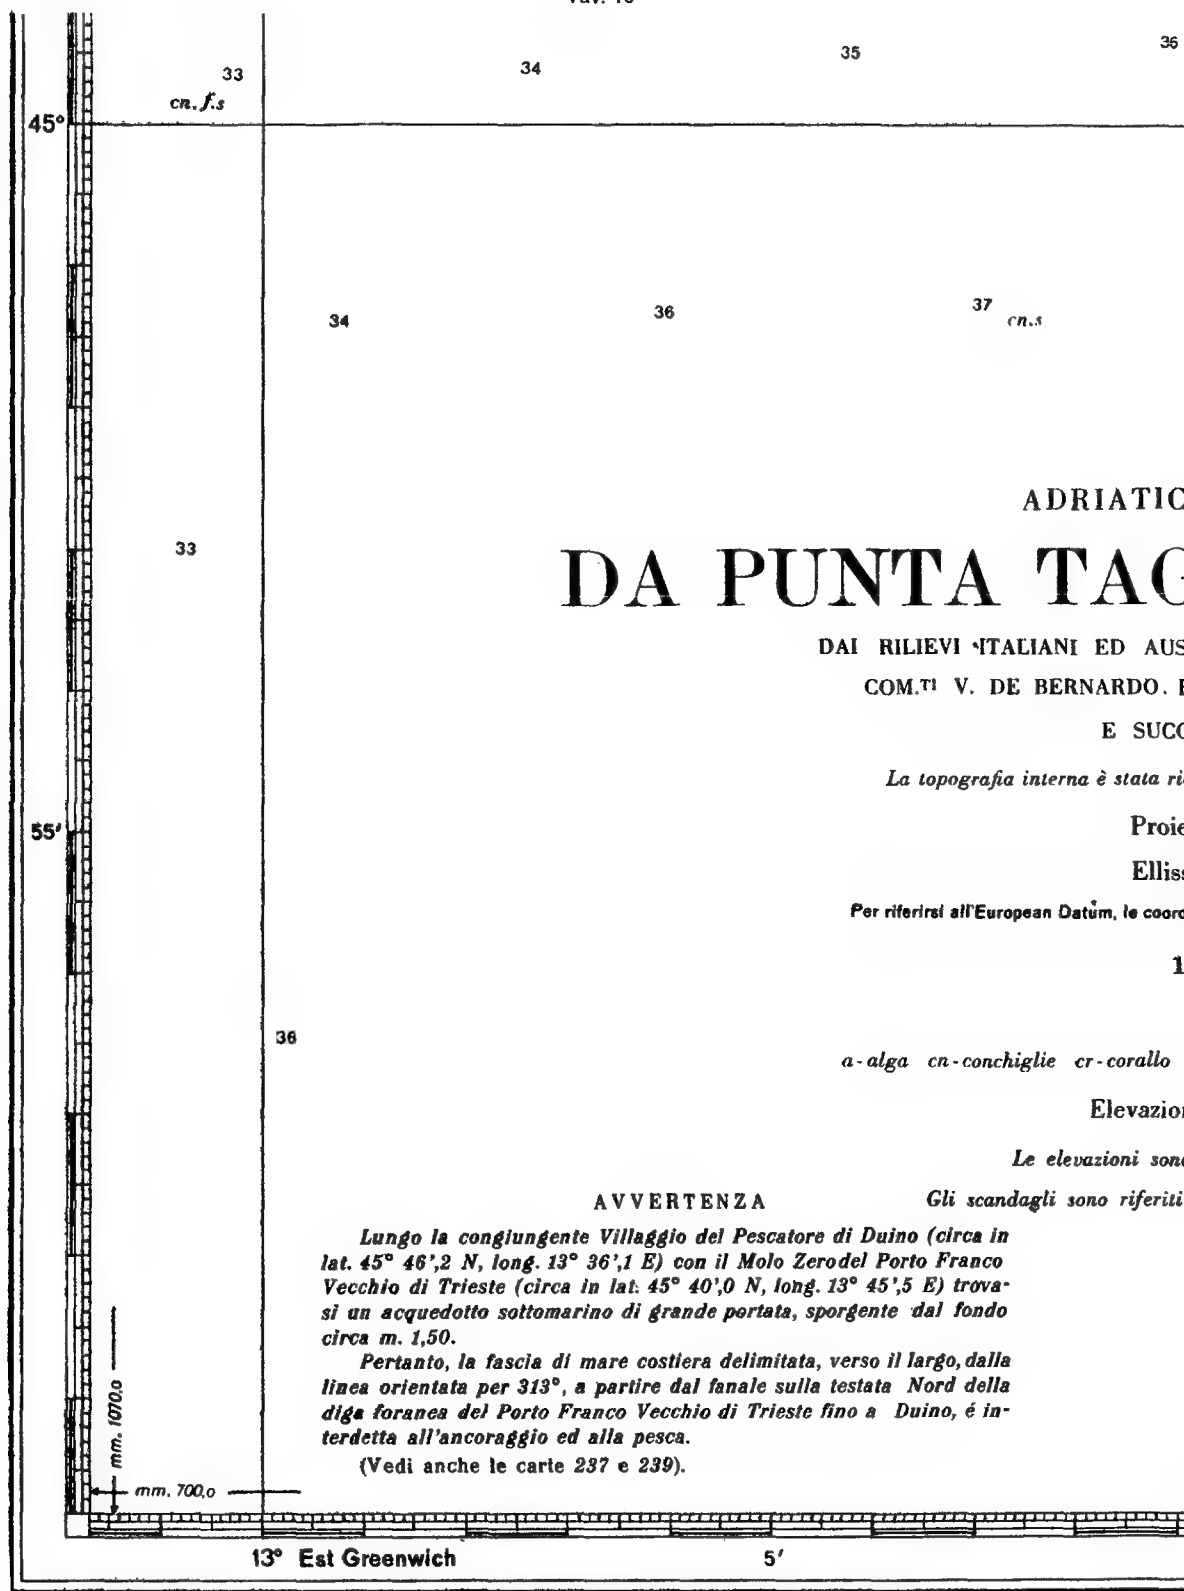 35
36
34
33
cn. f.s
45°
37
36
34
cn.s
ADRIATIC
33
DA PUNTA TAG
DAI RILIEVI ITALIANI ED AUS
COM.TI V. DE BERNARDO. E
E SUCC
La topografia interna è stata ri
55′
Proie
Elliss
Per riferirsi all'European Datum, le coord
1
36
a-alga cn-conchiglie cr-corallo
Elevazion
Le elevazioni sono
AVVERTENZA
Gli scandagli sono riferiti
Lungo la congiungente Villaggio del Pescatore di Duino (circa in
lat. 45° 46′,2 N, long. 13° 36′,1 E) con il Molo Zero del Porto Franco
Vecchio di Trieste (circa in lat. 45° 40′,0 N, long. 13° 45′,5 E) trova-
si un acquedotto sottomarino di grande portata, sporgente dal fondo
circa m. 1,50.
Pertanto, la fascia di mare costiera delimitata, verso il largo, dalla
linea orientata per 313°, a partire dal fanale sulla testata Nord della
diga foranea del Porto Franco Vecchio di Trieste fino a Duino, é in-
terdetta all'ancoraggio ed alla pesca.
(Vedi anche le carte 237 e 239).
mm. 1070,0
mm. 700,0
13° Est Greenwich
5′